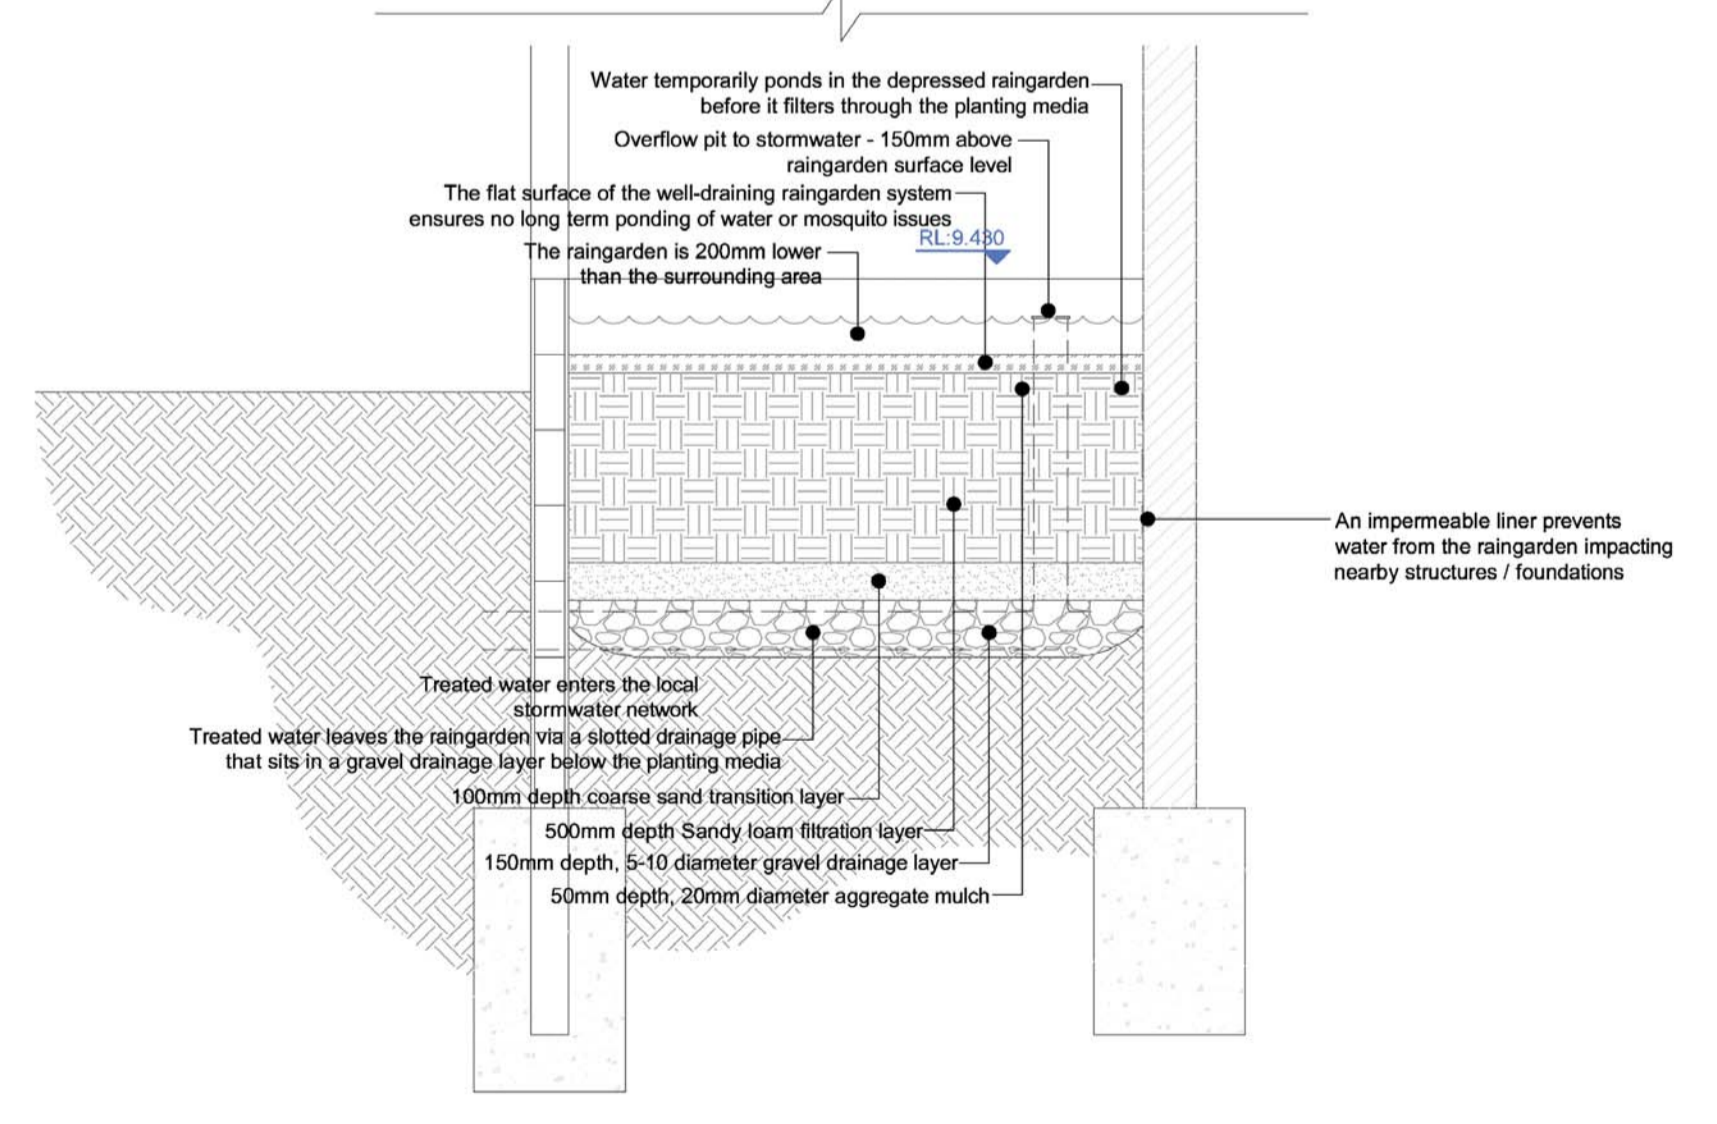 Water temporarily ponds in the depressed raingarden
before it filters through the planting media
Overflow pit to stormwater - 150mm above
raingarden surface level
The flat surface of the well-draining raingarden system
ensures no long term ponding of water or mosquito issues
RL:9.430
The raingarden is 200mm lower
than the surrounding area
An impermeable liner prevents
water from the raingarden impacting
nearby structures / foundations
Treated water enters the local
stormwater network
Treated water leaves the raingarden via a slotted drainage pipe
that sits in a gravel drainage layer below the planting media
100mm depth coarse sand transition layer
500mm depth Sandy loam filtration layer
150mm depth, 5-10 diameter gravel drainage layer
50mm depth, 20mm diameter aggregate mulch